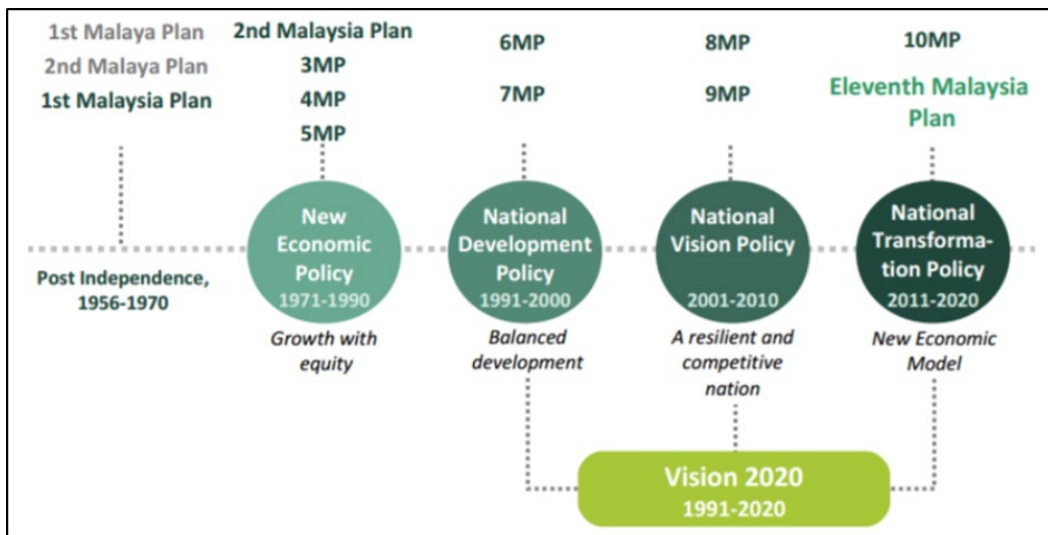 1st Malaya Plan
2nd Malaya Plan
1st Malaysia Plan
2nd Malaysia Plan
3MP
4MP
5MP
6MP
7MP
8MP
9MP
10MP
Eleventh Malaysia
Plan
Post Independence,
1956-1970
New
Economic
Policy
1971-1990
Growth with
equity
National
Development
Policy
1991-2000
Balanced
development
National
Vision Policy
2001-2010
A resilient and
competitive
nation
National
Transforma-
tion Policy
2011-2020
New Economic
Model
Vision 2020
1991-2020